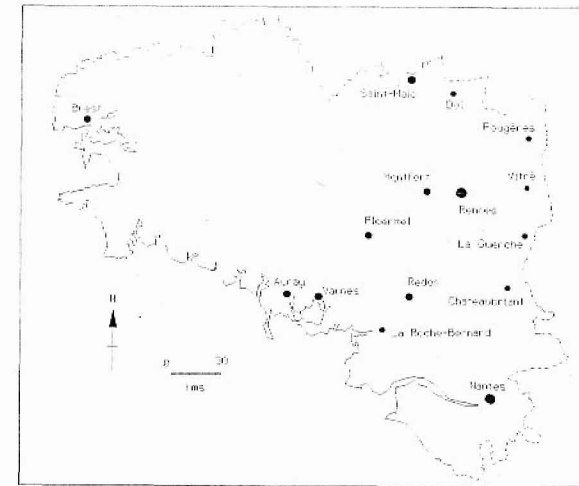 Saint-Malo
Dol
Brest
Fougères
Montfort
Vitré
Rennes
Ploermel
La Guerche
Auray
Vannes
Redon
Chateaubriant
N
La Roche-Bernard
0 30
kms
Nantes